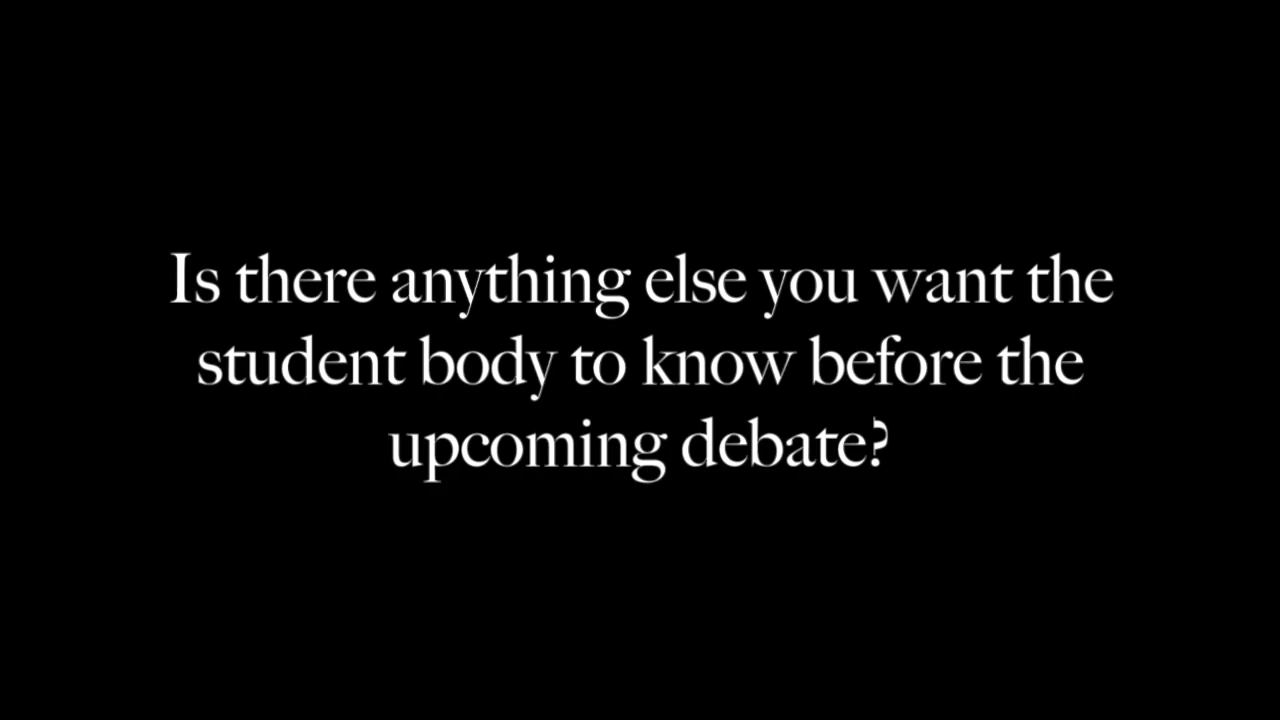 Is there anything else you want the
student body to know before the
upcoming debate?